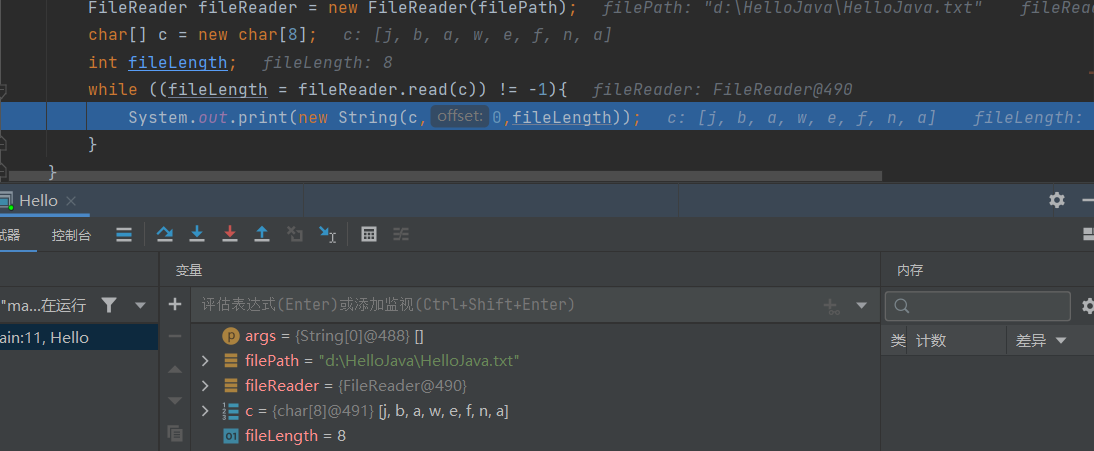 FileReader fileReader = new FileReader(filePath); filePath: "d:\HelloJava\HelloJava.txt" fileRead
char[] c = new char[8]; c: [j, b, a, w, e, f, n, a]
int fileLength; fileLength: 8
while ((fileLength = fileReader.read(c)) != -1){ fileReader: FileReader@490
System.out.print(new String(c, offset: 0,fileLength)); c: [j, b, a, w, e, f, n, a] fileLength:
}
}
Hello
试器 控制台
变量 内存
"ma...在运行 评估表达式(Enter)或添加监视(Ctrl+Shift+Enter)
ain:11, Hello
args = {String[0]@488} []
类 计数 差异
filePath = "d:\HelloJava\HelloJava.txt"
fileReader = {FileReader@490}
c = {char[8]@491} [j, b, a, w, e, f, n, a]
fileLength = 8